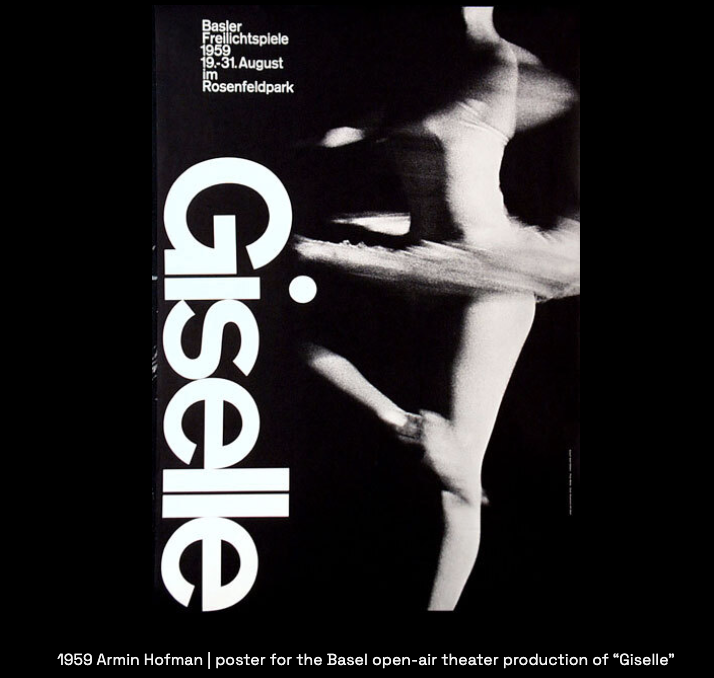 Basler
Freilichtspiele
1959
19.-31. August
im
Rosenfeldpark
Giselle
1959 Armin Hofman | poster for the Basel open-air theater production of “Giselle”